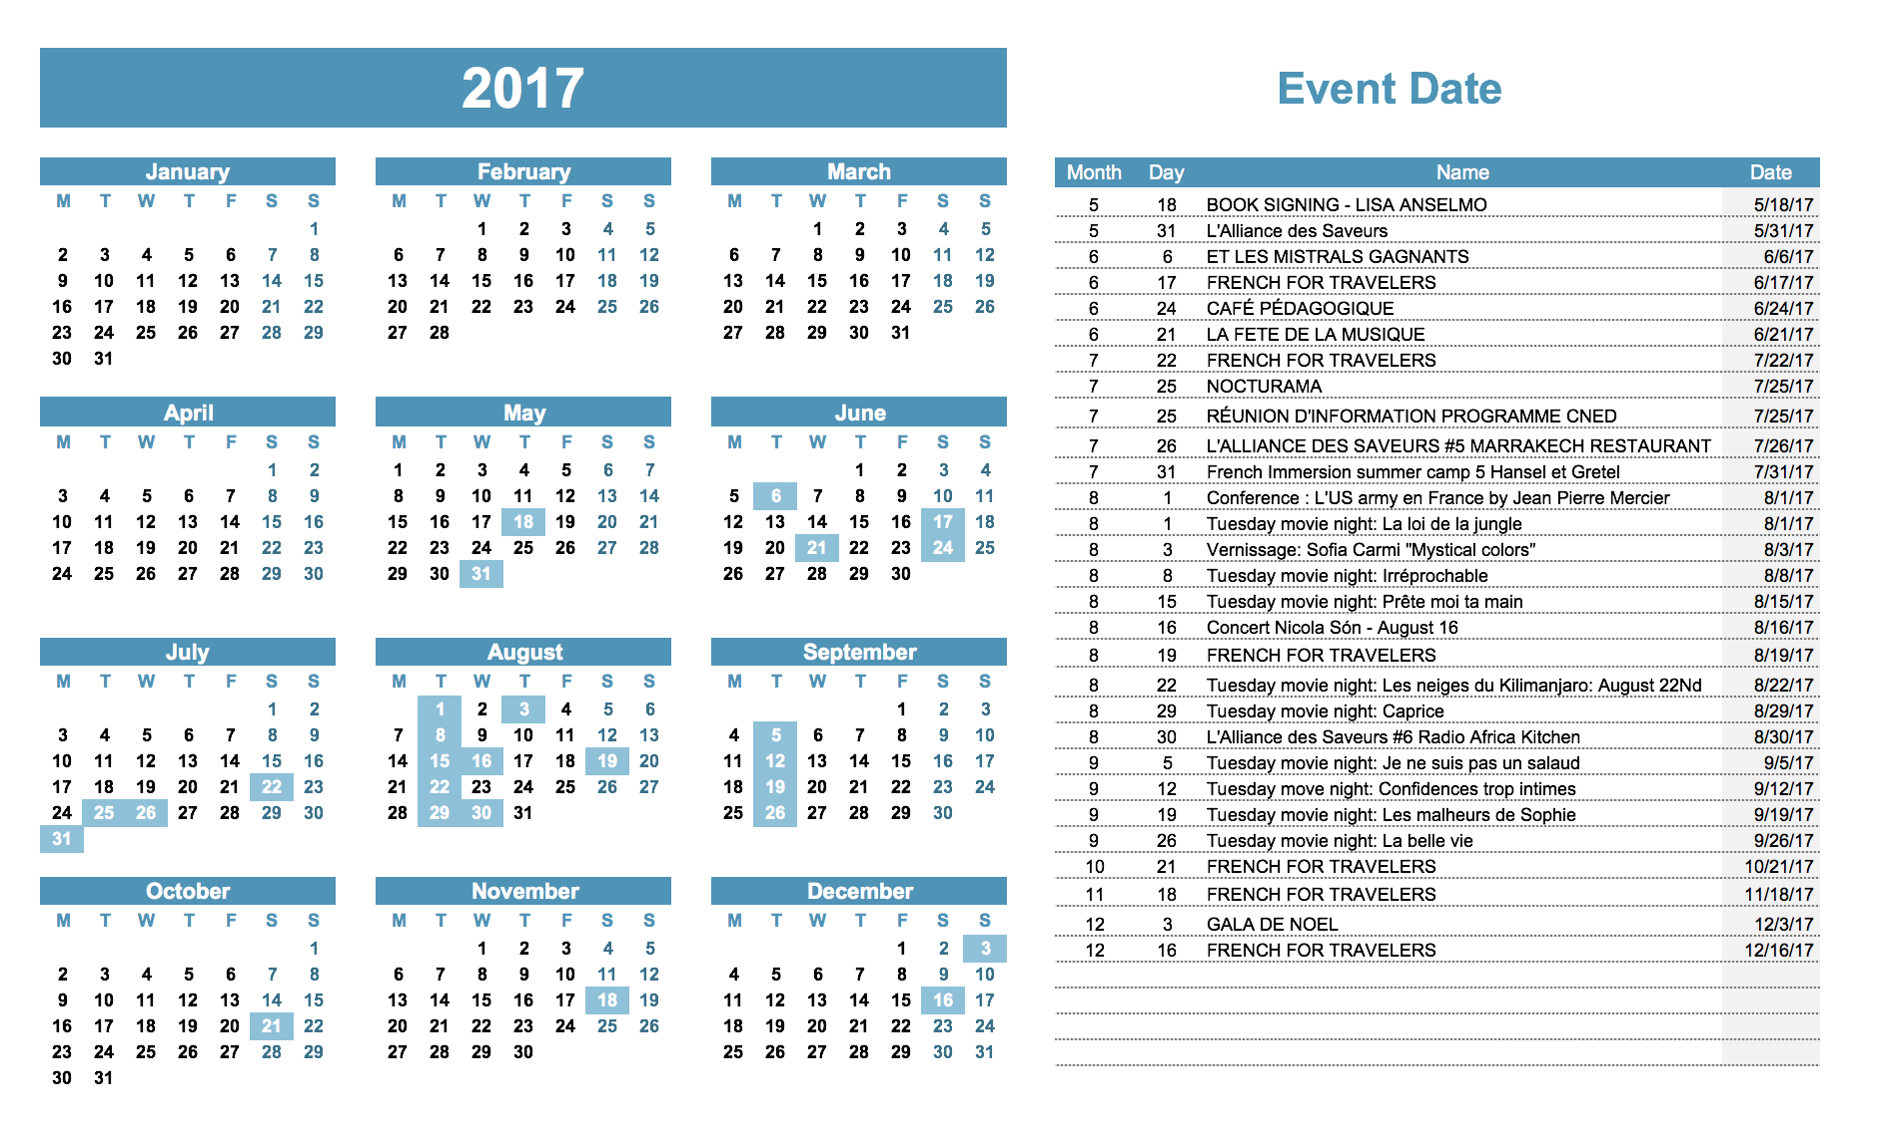 2017
January
M T W T F S S
1
2 3 4 5 6 7 8
9 10 11 12 13 14 15
16 17 18 19 20 21 22
23 24 25 26 27 28 29
30 31
February
M T W T F S S
1 2 3 4 5
6 7 8 9 10 11 12
13 14 15 16 17 18 19
20 21 22 23 24 25 26
27 28
March
M T W T F S S
1 2 3 4 5
6 7 8 9 10 11 12
13 14 15 16 17 18 19
20 21 22 23 24 25 26
27 28 29 30 31
April
M T W T F S S
1 2
3 4 5 6 7 8 9
10 11 12 13 14 15 16
17 18 19 20 21 22 23
24 25 26 27 28 29 30
May
M T W T F S S
1 2 3 4 5 6 7
8 9 10 11 12 13 14
15 16 17 18 19 20 21
22 23 24 25 26 27 28
29 30 31
June
M T W T F S S
1 2 3 4
5 6 7 8 9 10 11
12 13 14 15 16 17 18
19 20 21 22 23 24 25
26 27 28 29 30
July
M T W T F S S
1 2
3 4 5 6 7 8 9
10 11 12 13 14 15 16
17 18 19 20 21 22 23
24 25 26 27 28 29 30
31
August
M T W T F S S
1 2 3 4 5 6
7 8 9 10 11 12 13
14 15 16 17 18 19 20
21 22 23 24 25 26 27
28 29 30 31
September
M T W T F S S
1 2 3
4 5 6 7 8 9 10
11 12 13 14 15 16 17
18 19 20 21 22 23 24
25 26 27 28 29 30
October
M T W T F S S
1
2 3 4 5 6 7 8
9 10 11 12 13 14 15
16 17 18 19 20 21 22
23 24 25 26 27 28 29
30 31
November
M T W T F S S
1 2 3 4 5
6 7 8 9 10 11 12
13 14 15 16 17 18 19
20 21 22 23 24 25 26
27 28 29 30
December
M T W T F S S
1 2 3
4 5 6 7 8 9 10
11 12 13 14 15 16 17
18 19 20 21 22 23 24
25 26 27 28 29 30 31
Event Date
Month Day Name Date
5 18 BOOK SIGNING - LISA ANSELMO 5/18/17
5 31 L'Alliance des Saveurs 5/31/17
6 6 ET LES MISTRALS GAGNANTS 6/6/17
6 17 FRENCH FOR TRAVELERS 6/17/17
6 24 CAFÉ PÉDAGOGIQUE 6/24/17
6 21 LA FETE DE LA MUSIQUE 6/21/17
7 22 FRENCH FOR TRAVELERS 7/22/17
7 25 NOCTURAMA 7/25/17
7 25 RÉUNION D'INFORMATION PROGRAMME CNED 7/25/17
7 26 L'ALLIANCE DES SAVEURS #5 MARRAKECH RESTAURANT 7/26/17
7 31 French Immersion summer camp 5 Hansel et Gretel 7/31/17
8 1 Conference : L'US army en France by Jean Pierre Mercier 8/1/17
8 1 Tuesday movie night: La loi de la jungle 8/1/17
8 3 Vernissage: Sofia Carmi "Mystical colors" 8/3/17
8 8 Tuesday movie night: Irréprochable 8/8/17
8 15 Tuesday movie night: Prête moi ta main 8/15/17
8 16 Concert Nicola Són - August 16 8/16/17
8 19 FRENCH FOR TRAVELERS 8/19/17
8 22 Tuesday movie night: Les neiges du Kilimanjaro: August 22Nd 8/22/17
8 29 Tuesday movie night: Caprice 8/29/17
8 30 L'Alliance des Saveurs #6 Radio Africa Kitchen 8/30/17
9 5 Tuesday movie night: Je ne suis pas un salaud 9/5/17
9 12 Tuesday move night: Confidences trop intimes 9/12/17
9 19 Tuesday movie night: Les malheurs de Sophie 9/19/17
9 26 Tuesday movie night: La belle vie 9/26/17
10 21 FRENCH FOR TRAVELERS 10/21/17
11 18 FRENCH FOR TRAVELERS 11/18/17
12 3 GALA DE NOEL 12/3/17
12 16 FRENCH FOR TRAVELERS 12/16/17